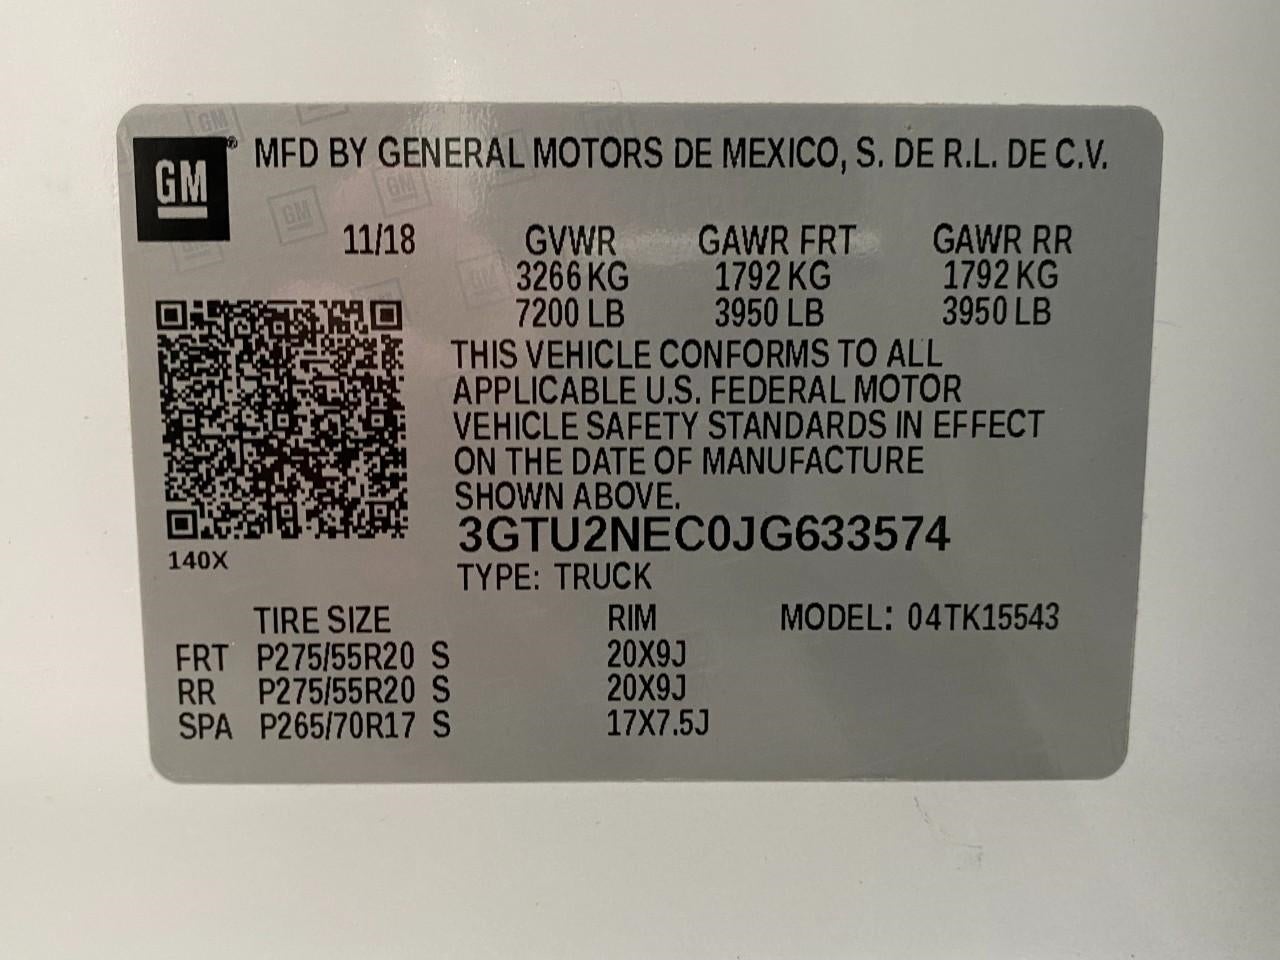 GM® MFD BY GENERAL MOTORS DE MEXICO, S. DE R.L. DE C.V.
11/18 GVWR GAWR FRT GAWR RR
3266 KG 1792 KG 1792 KG
7200 LB 3950 LB 3950 LB
THIS VEHICLE CONFORMS TO ALL
APPLICABLE U.S. FEDERAL MOTOR
VEHICLE SAFETY STANDARDS IN EFFECT
ON THE DATE OF MANUFACTURE
SHOWN ABOVE.
3GTU2NEC0JG633574
140X
TYPE: TRUCK
TIRE SIZE RIM MODEL: 04TK15543
FRT P275/55R20 S 20X9J
RR P275/55R20 S 20X9J
SPA P265/70R17 S 17X7.5J